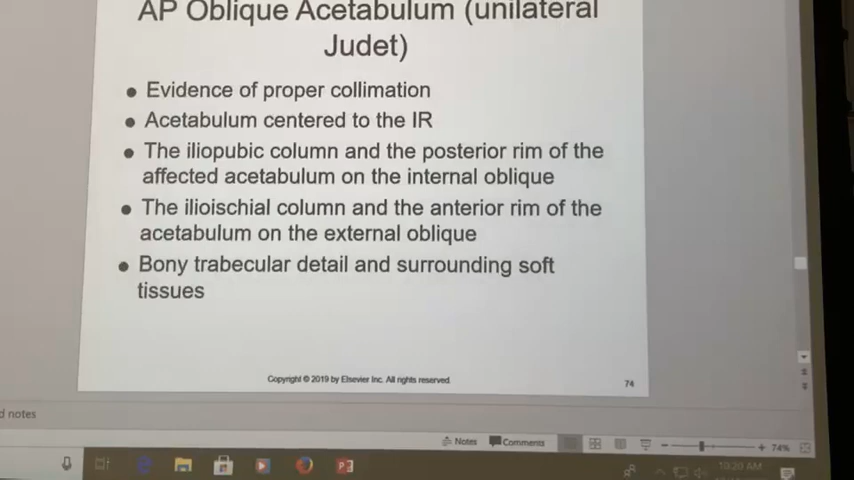 AP Oblique Acetabulum (unilateral
Judet)
• Evidence of proper collimation
• Acetabulum centered to the IR
• The iliopubic column and the posterior rim of the
affected acetabulum on the internal oblique
• The ilioischial column and the anterior rim of the
acetabulum on the external oblique
• Bony trabecular detail and surrounding soft
tissues
Copyright © 2019 by Elsevier Inc. All rights reserved
74
d notes
Notes Comments 74%
10:20 AM